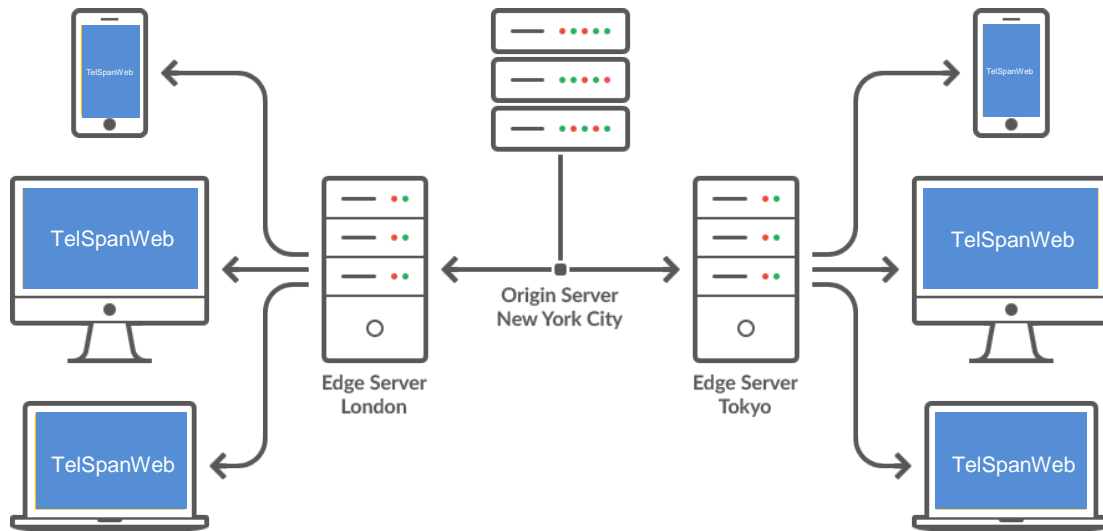 TelSpanWeb
TelSpanWeb
TelSpanWeb
TelSpanWeb
Origin Server
New York City
Edge Server
London
Edge Server
Tokyo
TelSpanWeb
TelSpanWeb